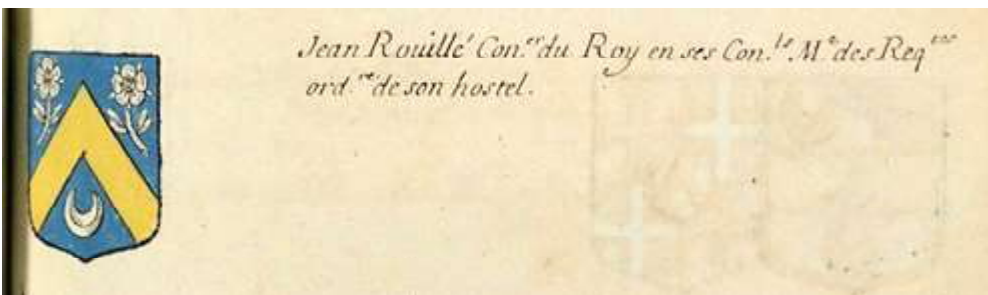 Jean Rouillé Con.er du Roy en ses Con.ls M.e des Req.tes
ord.re de son hostel.